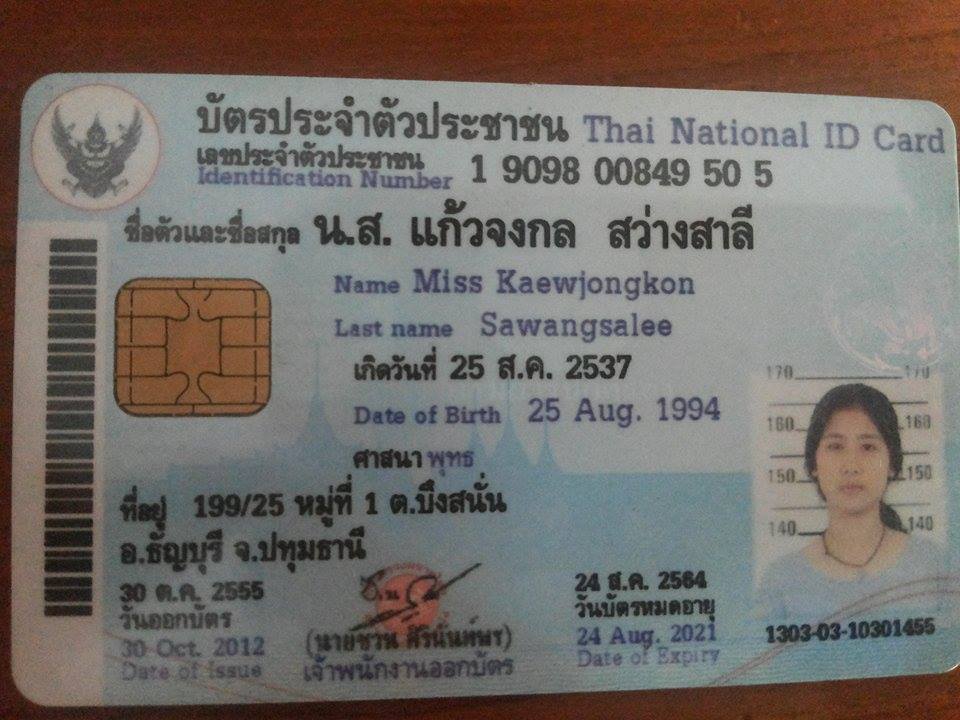 บัตรประจำตัวประชาชน Thai National ID Card
เลขประจำตัวประชาชน
Identification Number 1 9098 00849 50 5
ชื่อตัวและชื่อสกุล น.ส. แก้วจงกล สว่างสาลี
Name Miss Kaewjongkon
Last name Sawangsalee
เกิดวันที่ 25 ส.ค. 2537
Date of Birth 25 Aug. 1994
ศาสนา พุทธ
ที่อยู่ 199/25 หมู่ที่ 1 ต.บึงสนั่น
อ.ธัญบุรี จ.ปทุมธานี
30 ต.ค. 2555
วันออกบัตร
30 Oct. 2012
Date of Issue
(นายชวน ศิรินันท์พร)
เจ้าพนักงานออกบัตร
24 ส.ค. 2564
วันบัตรหมดอายุ
24 Aug. 2021
Date of Expiry
170 170
160 160
150 150
140 140
1303-03-10301455